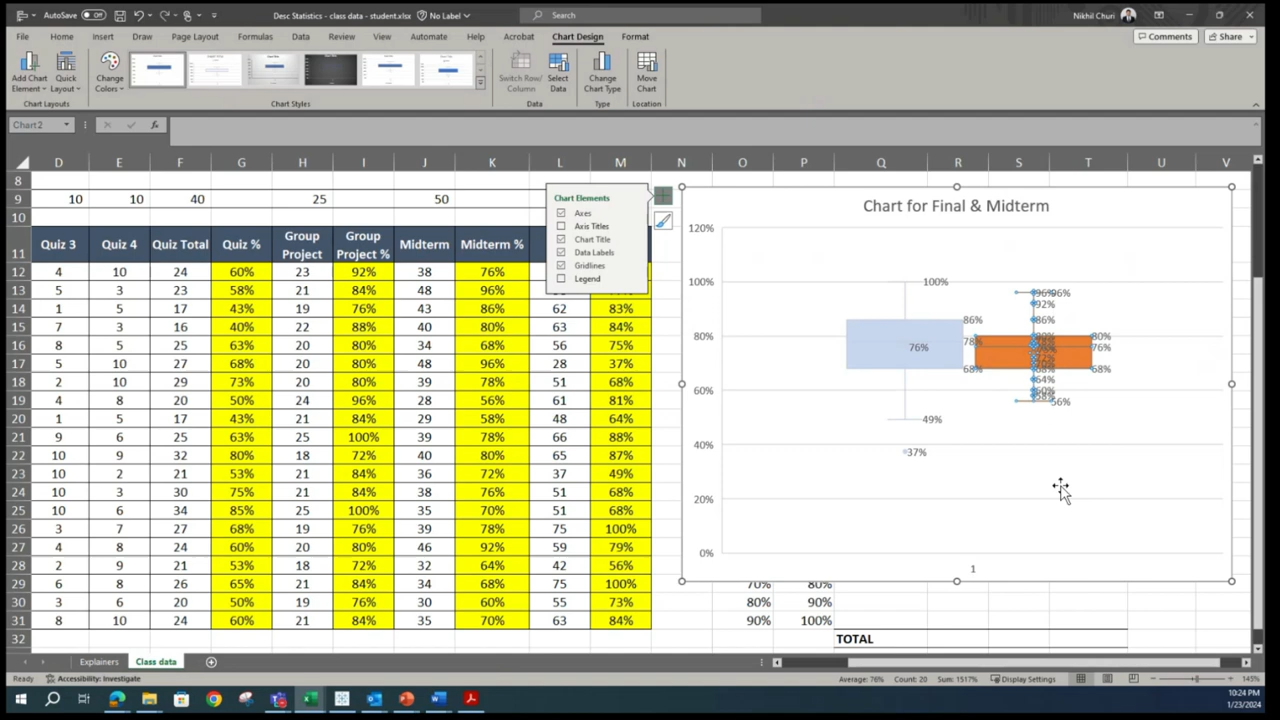 AutoSave Off Desc Statistics - class data - student.xlsx No Label Search Nikhil Churi
File Home Insert Draw Page Layout Formulas Data Review View Automate Help Acrobat Chart Design Format Comments Share
Add Chart Element Quick Layout Change Colors Switch Row/ Column Select Data Change Chart Type Move Chart
Chart Layouts Chart Styles Data Type Location
Chart2 fx
D E F G H I J K L M N O P Q R S T U V
8
9 10 10 40 25 50
10
11 Quiz 3 Quiz 4 Quiz Total Quiz % Group Project Group Project % Midterm Midterm %
12 4 10 24 60% 23 92% 38 76%
13 5 3 23 58% 21 84% 48 96%
14 1 5 17 43% 19 76% 43 86% 62 83%
15 7 3 16 40% 22 88% 40 80% 63 84%
16 8 5 25 63% 20 80% 34 68% 56 75%
17 5 10 27 68% 20 80% 48 96% 28 37%
18 2 10 29 73% 20 80% 39 78% 51 68%
19 4 8 20 50% 24 96% 28 56% 61 81%
20 1 5 17 43% 21 84% 29 58% 48 64%
21 9 6 25 63% 25 100% 39 78% 66 88%
22 10 9 32 80% 18 72% 40 80% 65 87%
23 10 2 21 53% 21 84% 36 72% 37 49%
24 10 3 30 75% 21 84% 38 76% 51 68%
25 10 6 34 85% 25 100% 35 70% 51 68%
26 3 7 27 68% 19 76% 39 78% 75 100%
27 4 8 24 60% 20 80% 46 92% 59 79%
28 2 9 21 53% 18 72% 32 64% 42 56%
29 6 8 26 65% 21 84% 34 68% 75 100% 70% 80%
30 3 6 20 50% 19 76% 30 60% 55 73% 80% 90%
31 8 10 24 60% 21 84% 35 70% 63 84% 90% 100%
32 TOTAL
Chart Elements
Axes
Axis Titles
Chart Title
Data Labels
Gridlines
Legend
Chart for Final & Midterm
120%
100%
80%
60%
40%
20%
0%
1
100%
86%
78%
76%
68%
49%
37%
96% 96%
92%
86%
80%
76%
68%
64%
60%
58%
56%
Explainers Class data
Ready Accessibility: Investigate Average: 76% Count: 20 Sum: 1517% Display Settings 145%
10:24 PM
1/23/2024